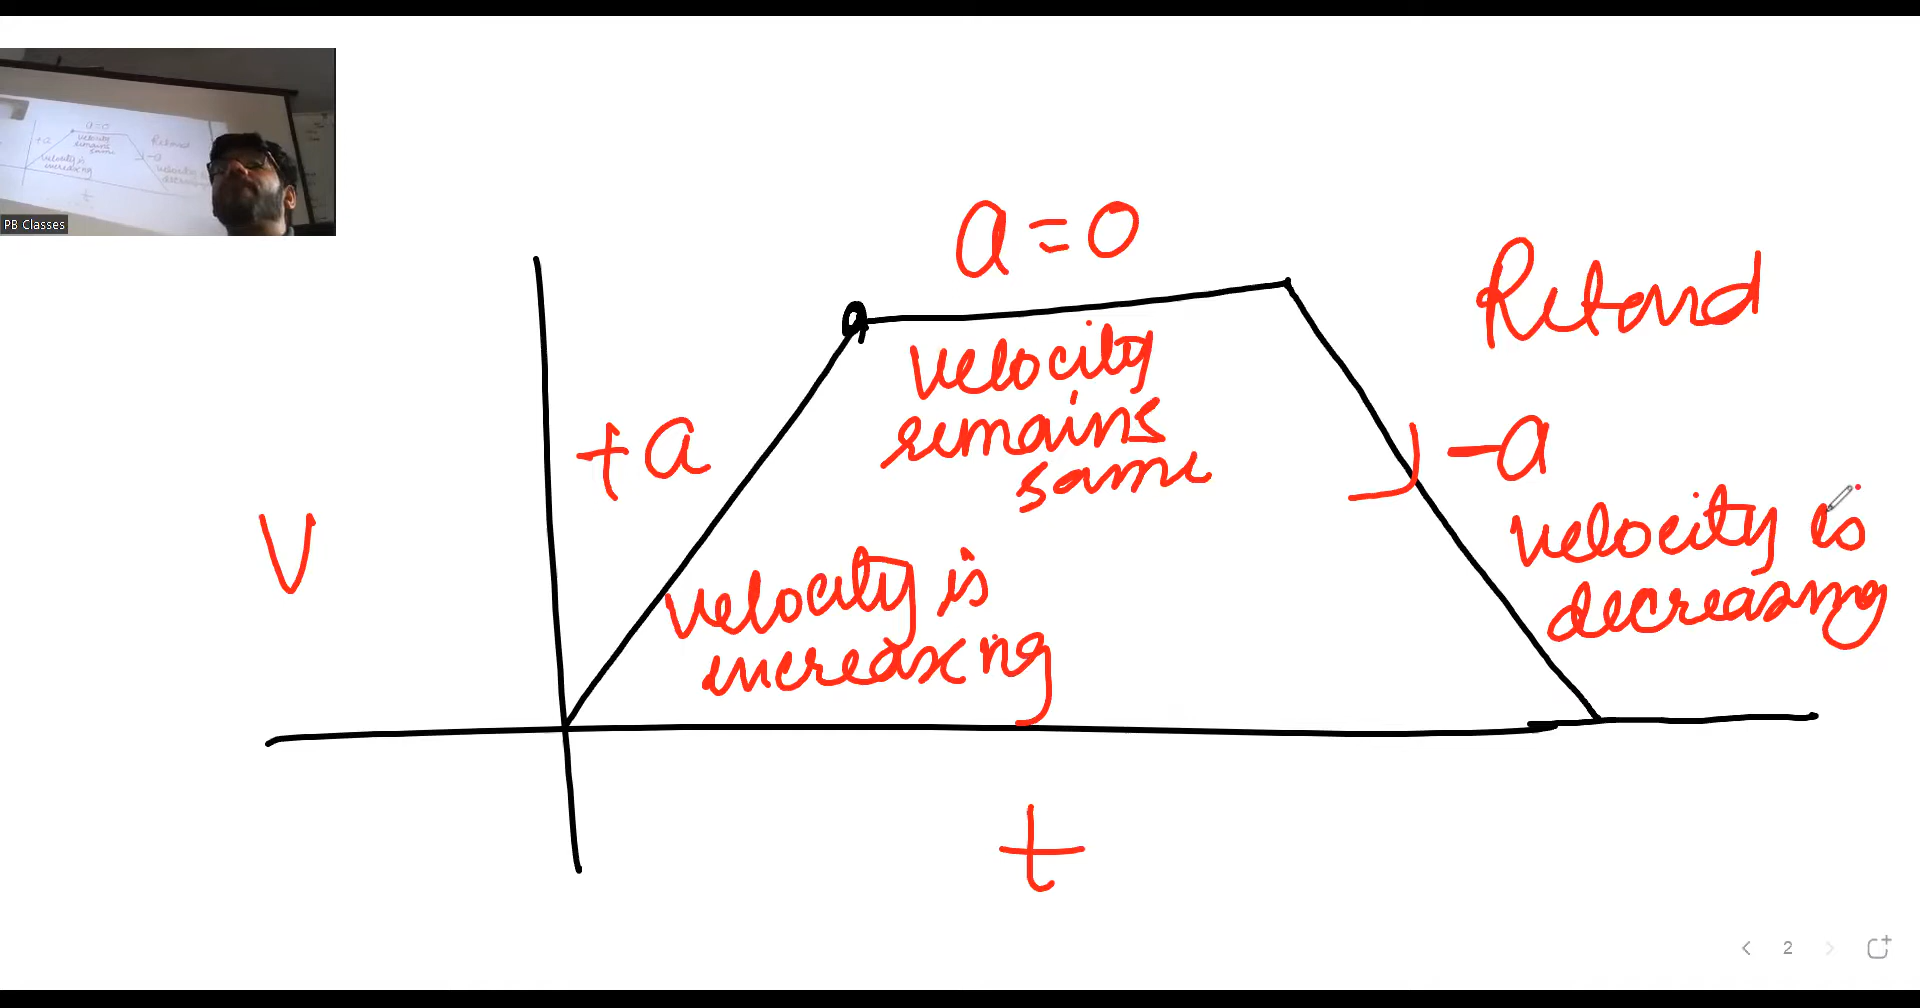 PB Classes
a = 0
Retard
velocity
remains
same
+a
-a
velocity is
decreasing
V
velocity is
increasing
t
2